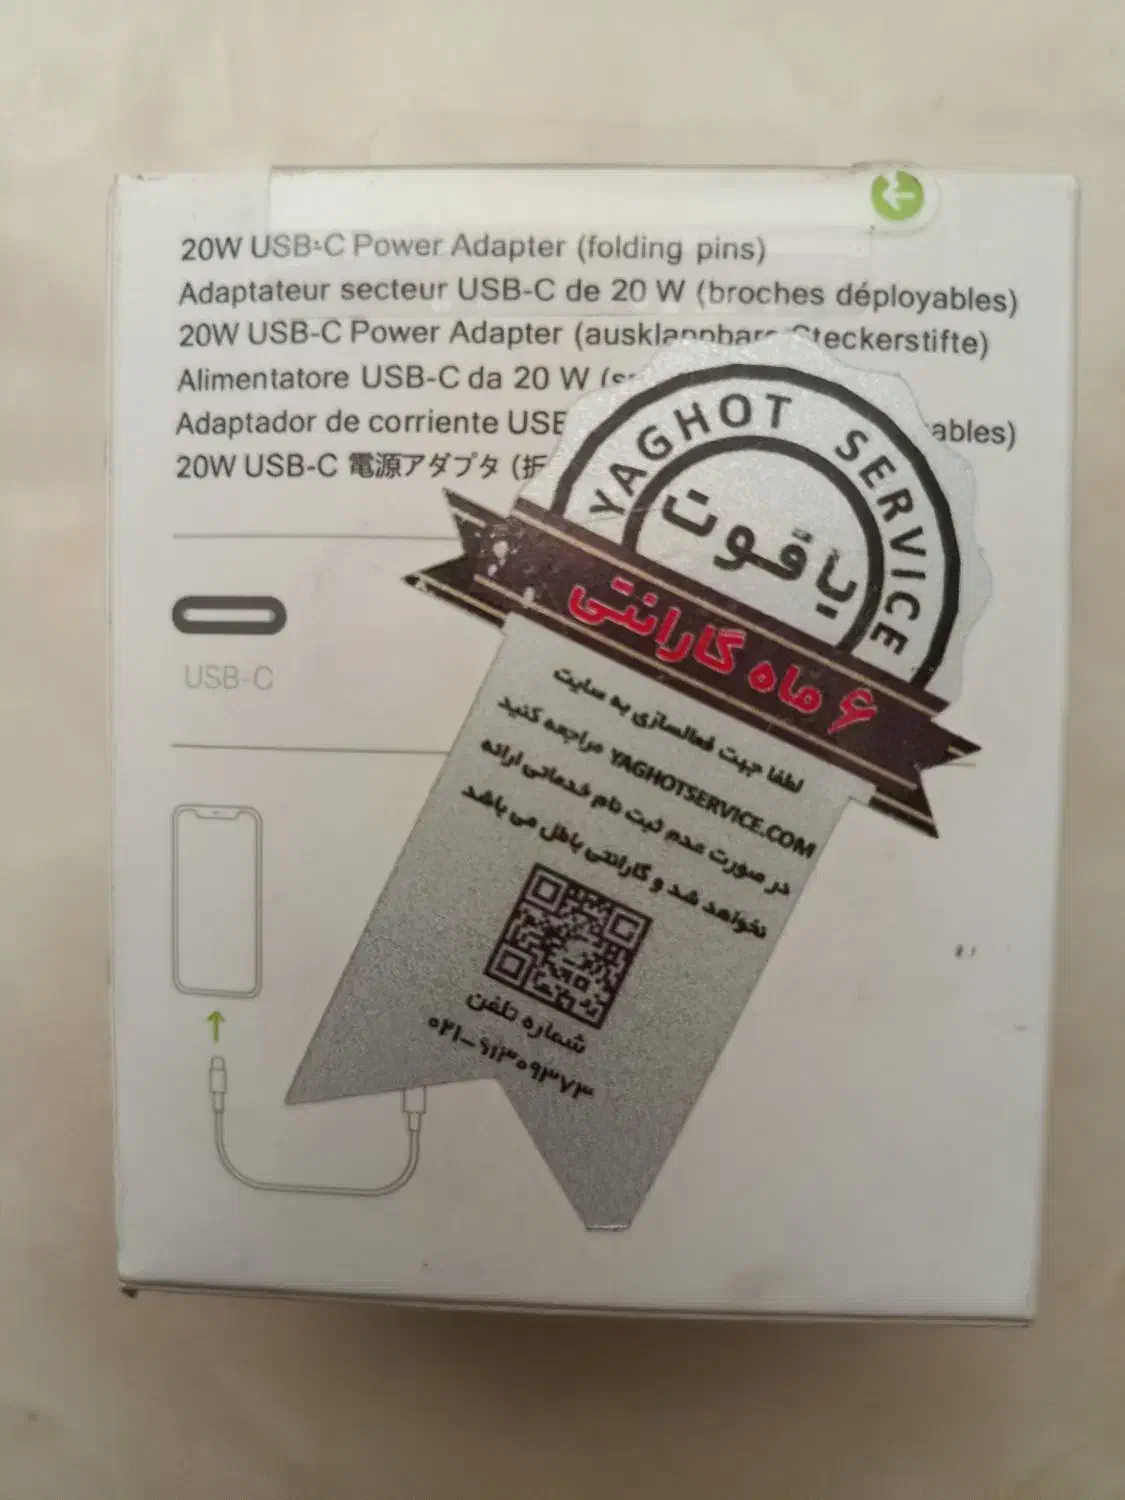 20W USB-C Power Adapter (folding pins)
Adaptateur secteur USB-C de 20 W (broches déployables)
20W USB-C Power Adapter (ausklappbare Steckerstifte)
Alimentatore USB-C da 20 W
Adaptador de corriente USB
20W USB-C 電源アダプタ (折
USB-C
YAGHOT SERVICE
یاقوت
۶ ماه گارانتی
لطفا جهت فعالسازی به سایت
YAGHOTSERVICE.COM مراجعه کنید
در صورت عدم ثبت نام خدماتی ارائه
نخواهد شد و گارانتی باطل می باشد
شماره تلفن
۰۲۱-۹۱۳۰۹۳۷۳